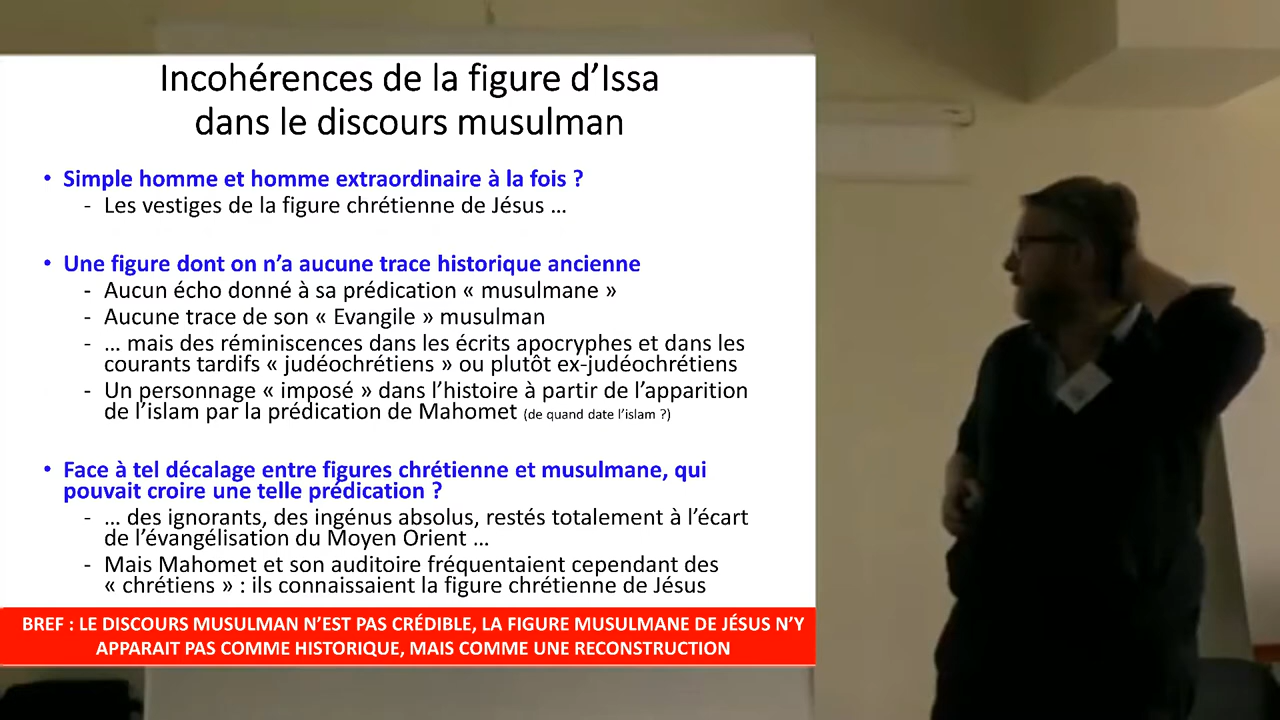 Incohérences de la figure d’Issa
dans le discours musulman
• Simple homme et homme extraordinaire à la fois ?
- Les vestiges de la figure chrétienne de Jésus …
• Une figure dont on n’a aucune trace historique ancienne
- Aucun écho donné à sa prédication « musulmane »
- Aucune trace de son « Evangile » musulman
- … mais des réminiscences dans les écrits apocryphes et dans les
courants tardifs « judéochrétiens » ou plutôt ex-judéochrétiens
- Un personnage « imposé » dans l’histoire à partir de l’apparition
de l’islam par la prédication de Mahomet (de quand date l’islam ?)
• Face à tel décalage entre figures chrétienne et musulmane, qui
pouvait croire une telle prédication ?
- … des ignorants, des ingénus absolus, restés totalement à l’écart
de l’évangélisation du Moyen Orient …
- Mais Mahomet et son auditoire fréquentaient cependant des
« chrétiens » : ils connaissaient la figure chrétienne de Jésus
BREF : LE DISCOURS MUSULMAN N’EST PAS CRÉDIBLE, LA FIGURE MUSULMANE DE JÉSUS N’Y
APPARAIT PAS COMME HISTORIQUE, MAIS COMME UNE RECONSTRUCTION